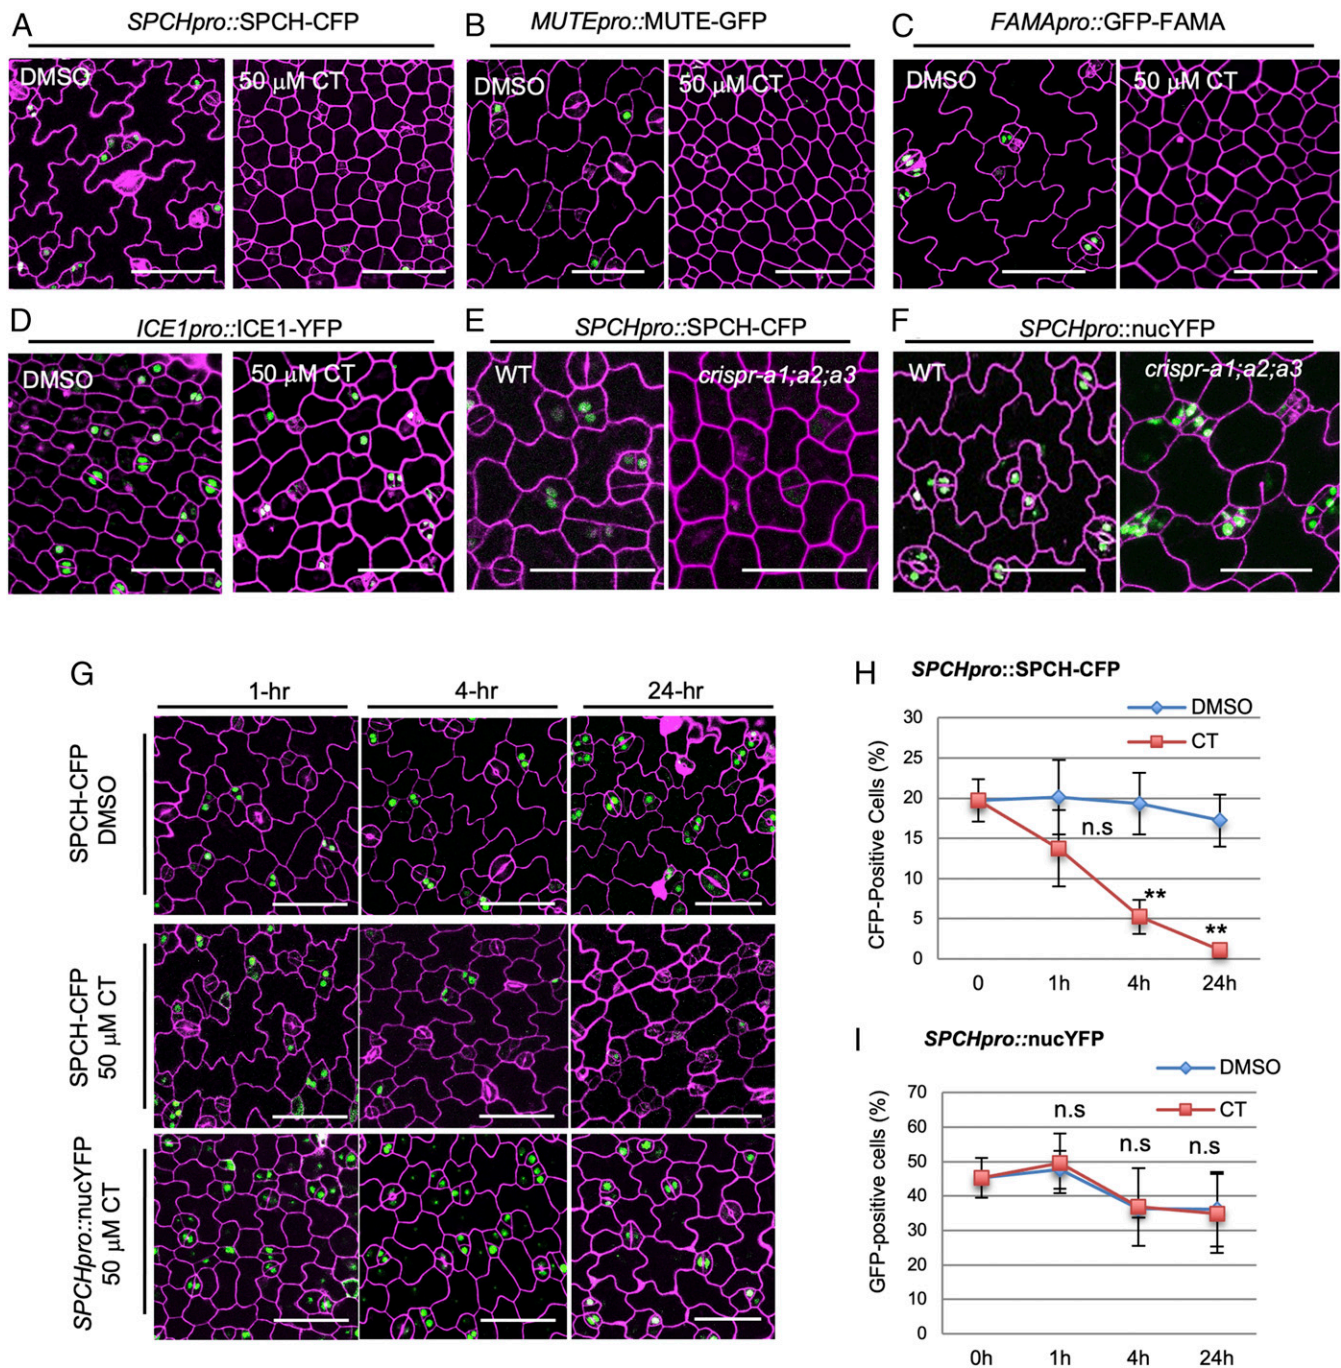 A SPCHpro::SPCH-CFP
DMSO
50 μM CT
B MUTEpro::MUTE-GFP
DMSO
50 μM CT
C FAMApro::GFP-FAMA
DMSO
50 μM CT
D ICE1pro::ICE1-YFP
DMSO
50 μM CT
E SPCHpro::SPCH-CFP
WT
crispr-a1;a2;a3
F SPCHpro::nucYFP
WT
crispr-a1;a2;a3
G
1-hr 4-hr 24-hr
SPCH-CFP
DMSO
SPCH-CFP
50 μM CT
SPCHpro::nucYFP
50 μM CT
H SPCHpro::SPCH-CFP
DMSO
CT
CFP-Positive Cells (%)
30
25
20
15
10
5
0
n.s
**
**
0 1h 4h 24h
I SPCHpro::nucYFP
DMSO
CT
GFP-positive cells (%)
70
60
50
40
30
20
10
0
n.s
n.s
n.s
0h 1h 4h 24h